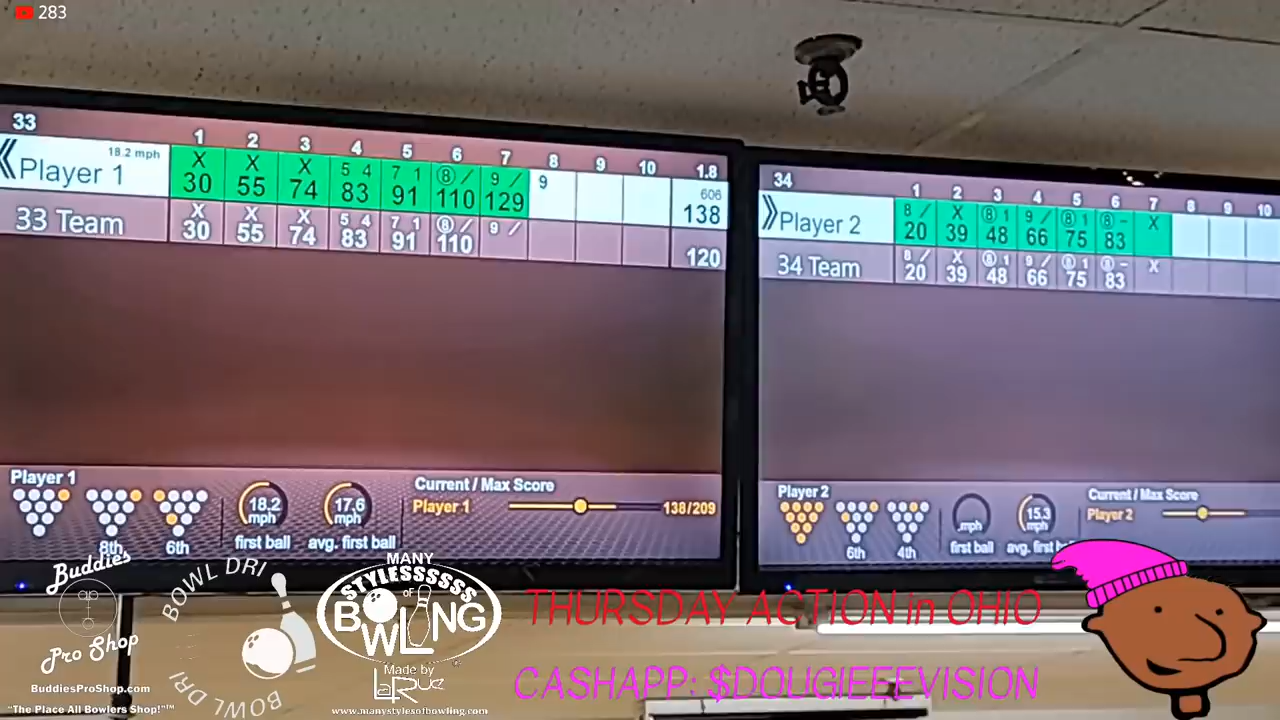 283
33
1 2 3 4 5 6 7 8 9 10 1.8
Player 1 18.2 mph
X X X 5 4 7 1 8 / 9 / 9 606
30 55 74 83 91 110 129 138
33 Team
X X X 5 4 7 1 8 / 9 /
30 55 74 83 91 110 120
Player 1
8th 6th
18.2 mph first ball
17.6 mph avg. first ball
Current / Max Score
Player 1 138/209
34
1 2 3 4 5 6 7 8 9 10
Player 2
8 / X 8 1 9 / 8 1 8 - X
20 39 48 66 75 83
34 Team
8 / X 8 1 9 / 8 1 8 - X
20 39 48 66 75 83
Player 2
6th 4th
mph first ball
15.3 mph avg. first
Current / Max Score
Player 2
Buddies
Pro Shop
BuddiesProShop.com
"The Place All Bowlers Shop!"™
BOWL DRI
BOWL DRI
MANY
STYLESSSSSS
OF
BOWLING
Made by
LaRue
www.manystylesofbowling.com
THURSDAY ACTION in OHIO
CASHAPP: $DOUGIEEEVISION